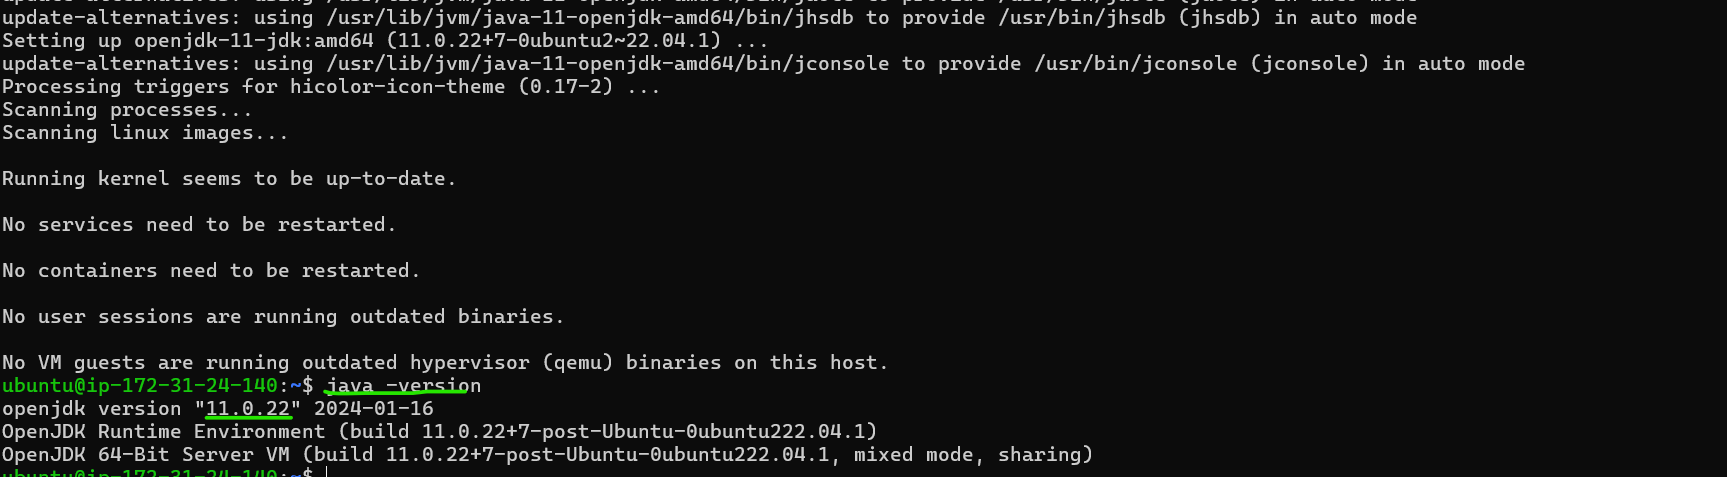 update-alternatives: using /usr/lib/jvm/java-11-openjdk-amd64/bin/jhsdb to provide /usr/bin/jhsdb (jhsdb) in auto mode
Setting up openjdk-11-jdk:amd64 (11.0.22+7-0ubuntu2~22.04.1) ...
update-alternatives: using /usr/lib/jvm/java-11-openjdk-amd64/bin/jconsole to provide /usr/bin/jconsole (jconsole) in auto mode
Processing triggers for hicolor-icon-theme (0.17-2) ...
Scanning processes...
Scanning linux images...
Running kernel seems to be up-to-date.
No services need to be restarted.
No containers need to be restarted.
No user sessions are running outdated binaries.
No VM guests are running outdated hypervisor (qemu) binaries on this host.
ubuntu@ip-172-31-24-140:~$ java -version
openjdk version "11.0.22" 2024-01-16
OpenJDK Runtime Environment (build 11.0.22+7-post-Ubuntu-0ubuntu222.04.1)
OpenJDK 64-Bit Server VM (build 11.0.22+7-post-Ubuntu-0ubuntu222.04.1, mixed mode, sharing)
ubuntu@ip-172-31-24-140:~$